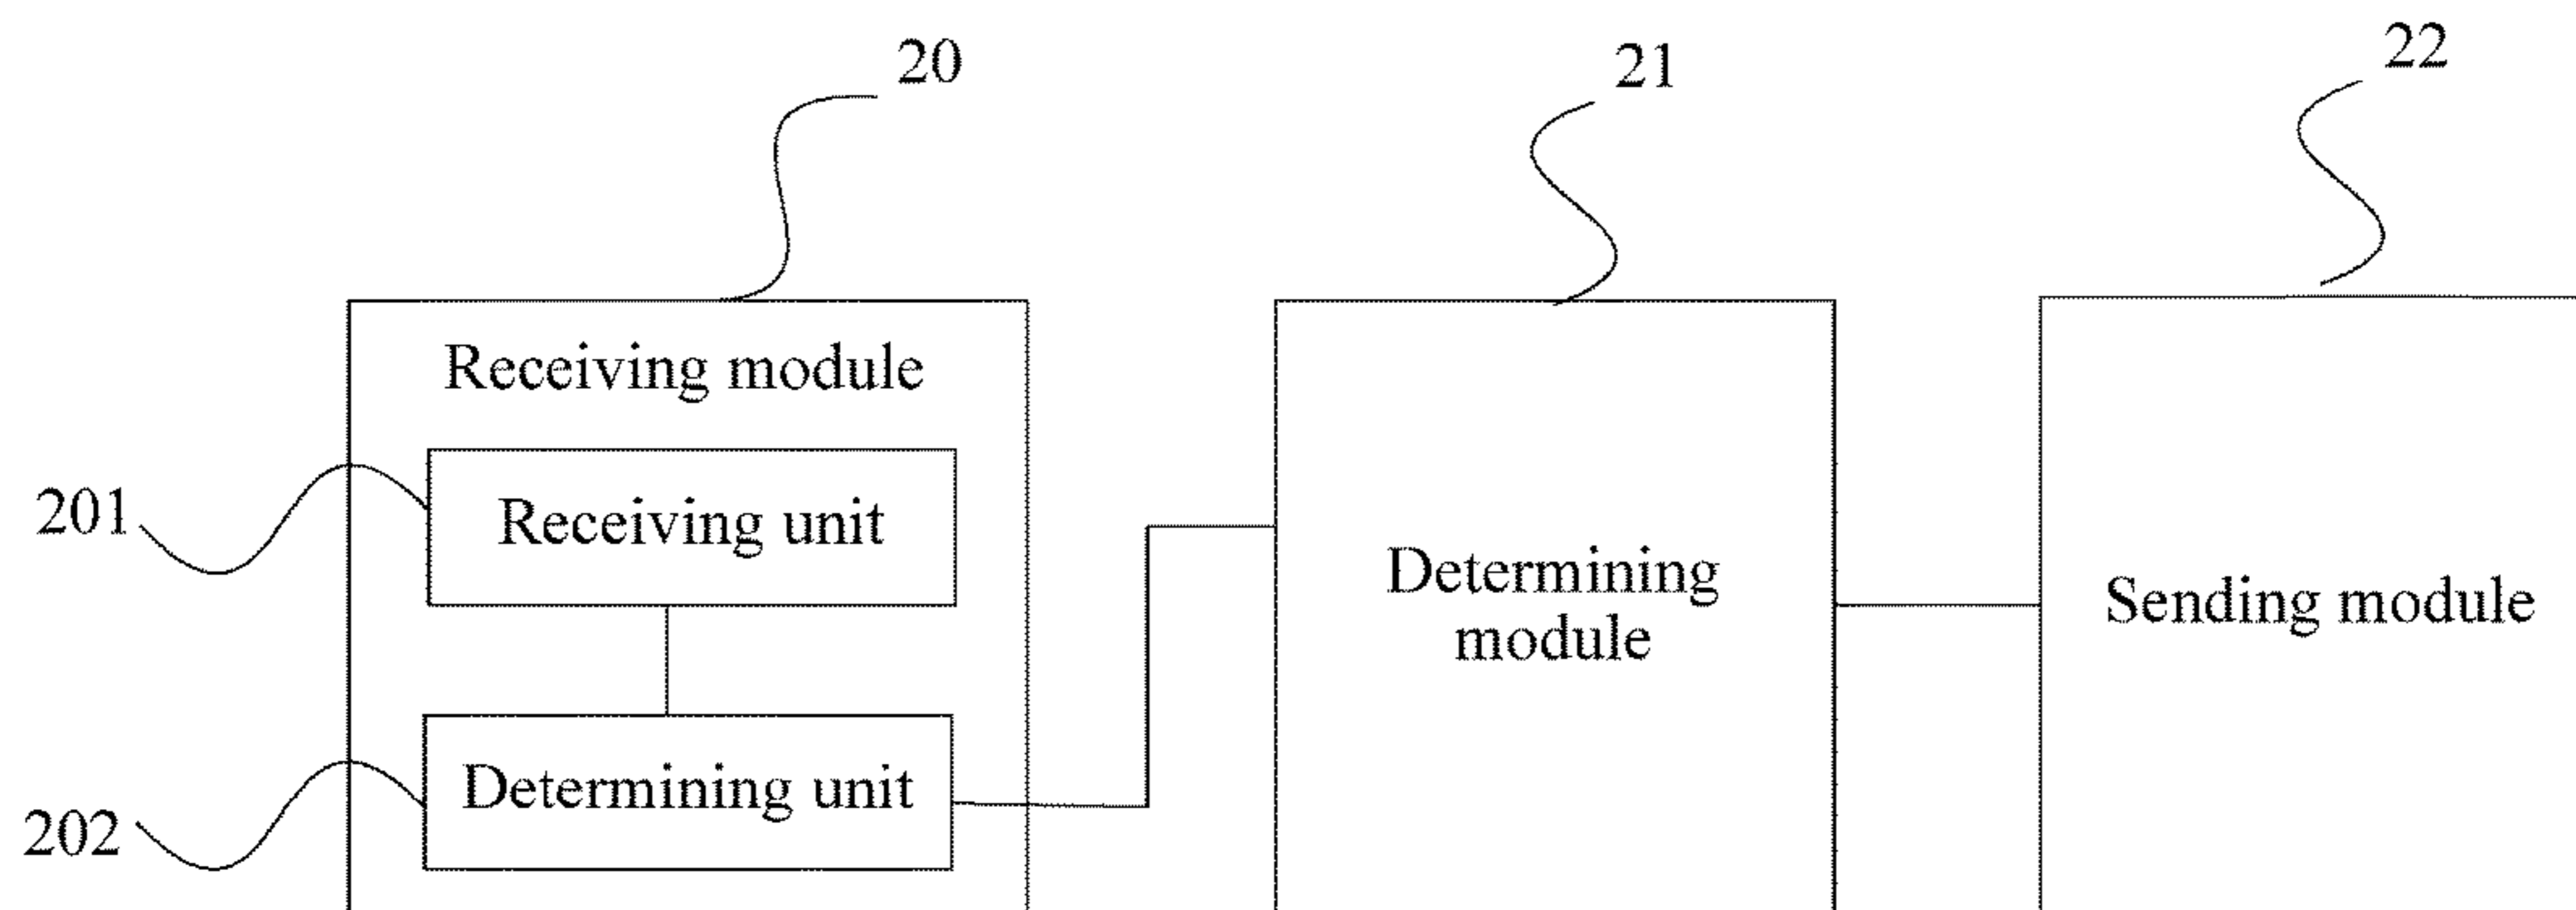 20
21
22
Receiving module
201
Receiving unit
Determining
module
Sending module
202
Determining unit